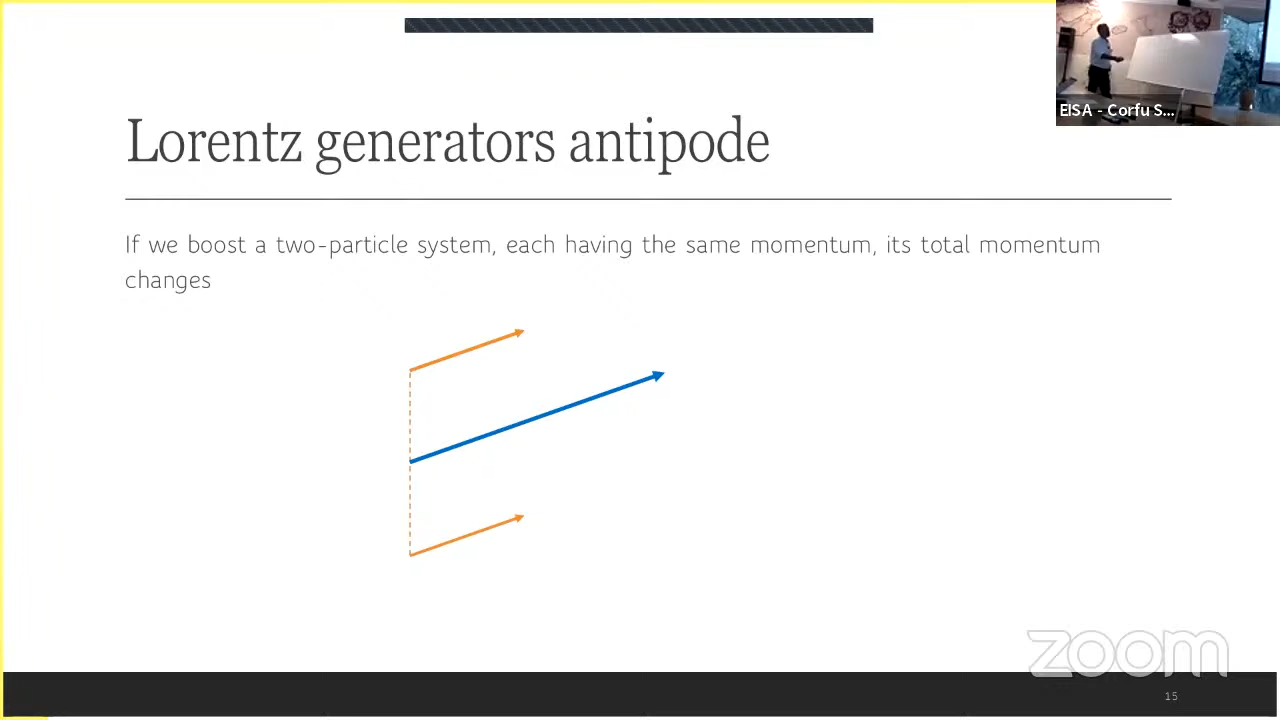 EISA - Corfu S...
Lorentz generators antipode
If we boost a two-particle system, each having the same momentum, its total momentum
changes
zoom
15